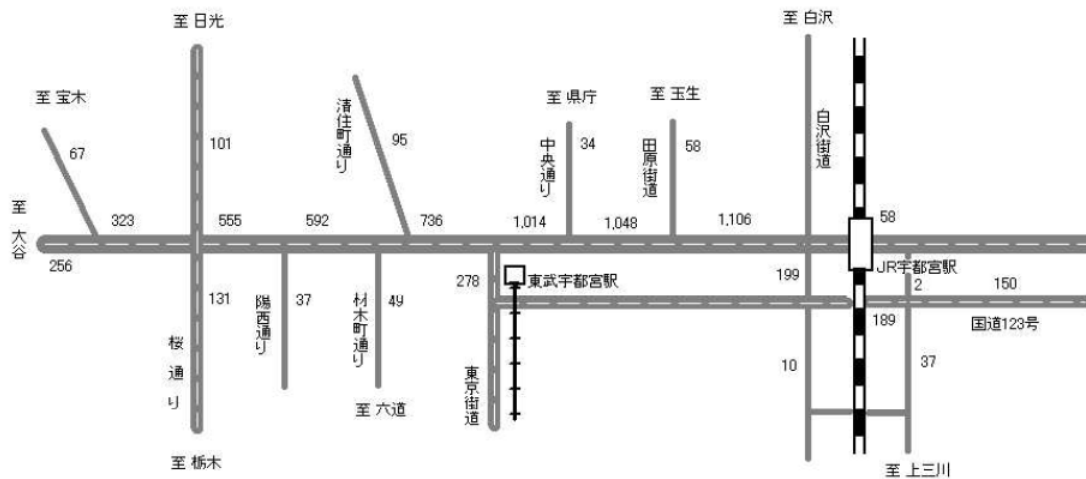 至 日光
至 白沢
至 宝木
至 県庁
至 玉生
清住町通り
中央通り
田原街道
白沢街道
67
101
95
34
58
至 大谷
323
555
592
736
1,014
1,048
1,106
58
256
131
37
49
278
東武宇都宮駅
199
JR宇都宮駅
2
150
189
国道123号
桜 通 り
陽西通り
材木町通り
東京街道
10
37
至 六道
至 栃木
至 上三川